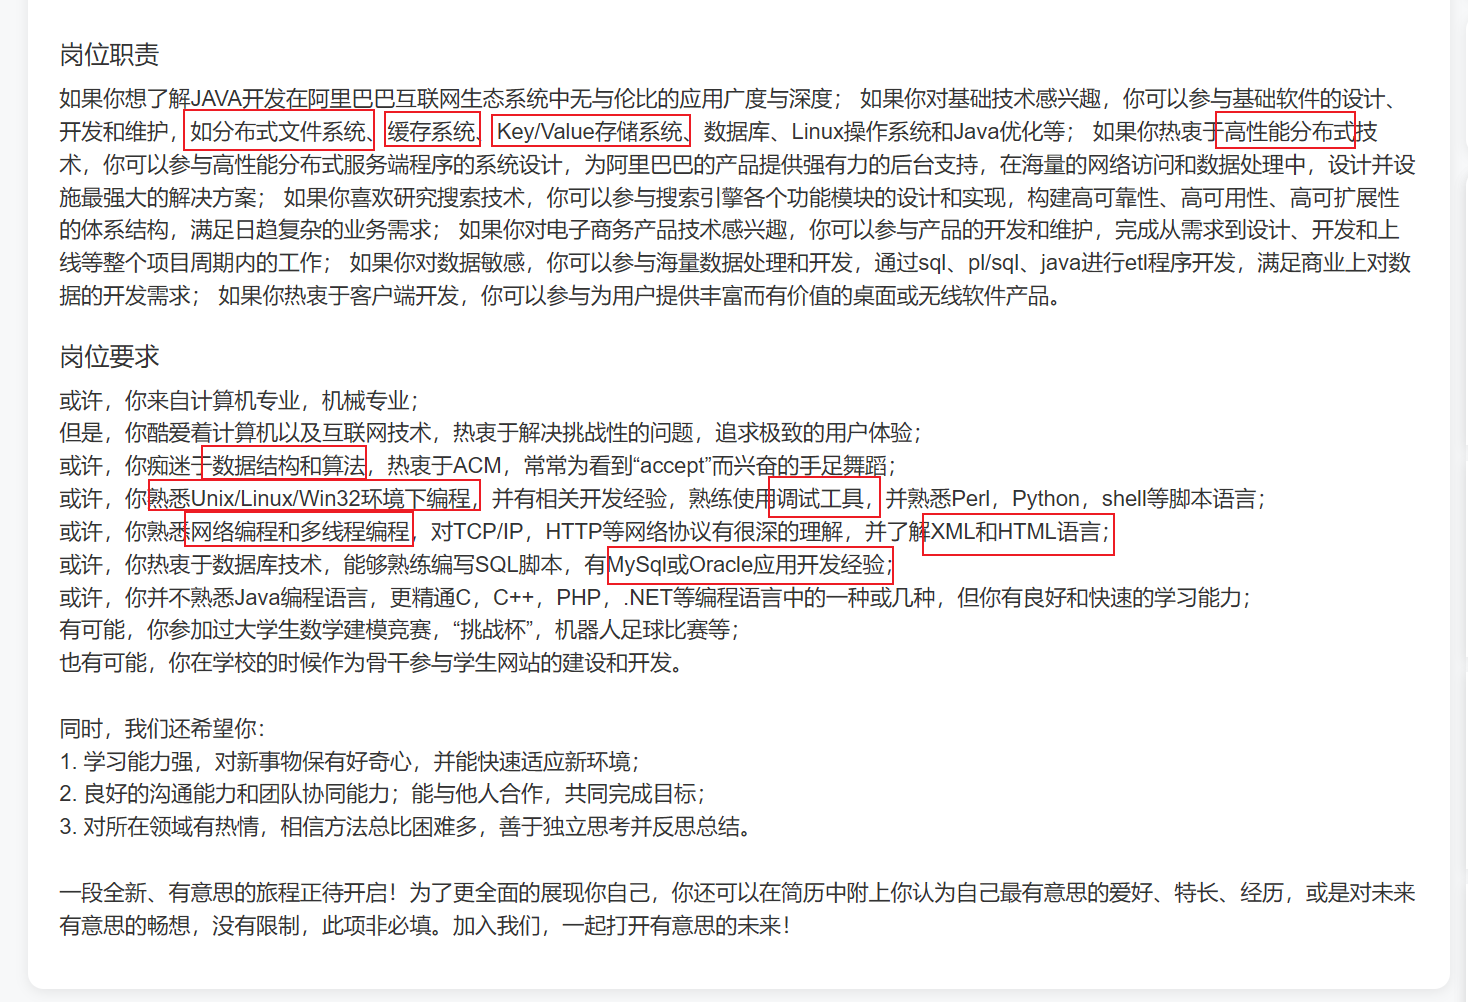 岗位职责
如果你想了解JAVA开发在阿里巴巴互联网生态系统中无与伦比的应用广度与深度； 如果你对基础技术感兴趣，你可以参与基础软件的设计、
开发和维护，如分布式文件系统、缓存系统、Key/Value存储系统、数据库、Linux操作系统和Java优化等； 如果你热衷于高性能分布式技
术，你可以参与高性能分布式服务端程序的系统设计，为阿里巴巴的产品提供强有力的后台支持，在海量的网络访问和数据处理中，设计并设
施最强大的解决方案； 如果你喜欢研究搜索技术，你可以参与搜索引擎各个功能模块的设计和实现，构建高可靠性、高可用性、高可扩展性
的体系结构，满足日趋复杂的业务需求； 如果你对电子商务产品技术感兴趣，你可以参与产品的开发和维护，完成从需求到设计、开发和上
线等整个项目周期内的工作； 如果你对数据敏感，你可以参与海量数据处理和开发，通过sql、pl/sql、java进行etl程序开发，满足商业上对数
据的开发需求； 如果你热衷于客户端开发，你可以参与为用户提供丰富而有价值的桌面或无线软件产品。
岗位要求
或许，你来自计算机专业，机械专业；
但是，你酷爱着计算机以及互联网技术，热衷于解决挑战性的问题，追求极致的用户体验；
或许，你痴迷于数据结构和算法，热衷于ACM，常常为看到“accept”而兴奋的手足舞蹈；
或许，你熟悉Unix/Linux/Win32环境下编程，并有相关开发经验，熟练使用调试工具，并熟悉Perl，Python，shell等脚本语言；
或许，你熟悉网络编程和多线程编程，对TCP/IP，HTTP等网络协议有很深的理解，并了解XML和HTML语言；
或许，你热衷于数据库技术，能够熟练编写SQL脚本，有MySql或Oracle应用开发经验；
或许，你并不熟悉Java编程语言，更精通C，C++，PHP，.NET等编程语言中的一种或几种，但你有良好和快速的学习能力；
有可能，你参加过大学生数学建模竞赛，“挑战杯”，机器人足球比赛等；
也有可能，你在学校的时候作为骨干参与学生网站的建设和开发。
同时，我们还希望你：
1. 学习能力强，对新事物保有好奇心，并能快速适应新环境；
2. 良好的沟通能力和团队协同能力；能与他人合作，共同完成目标；
3. 对所在领域有热情，相信方法总比困难多，善于独立思考并反思总结。
一段全新、有意思的旅程正待开启！为了更全面的展现你自己，你还可以在简历中附上你认为自己最有意思的爱好、特长、经历，或是对未来
有意思的畅想，没有限制，此项非必填。加入我们，一起打开有意思的未来！